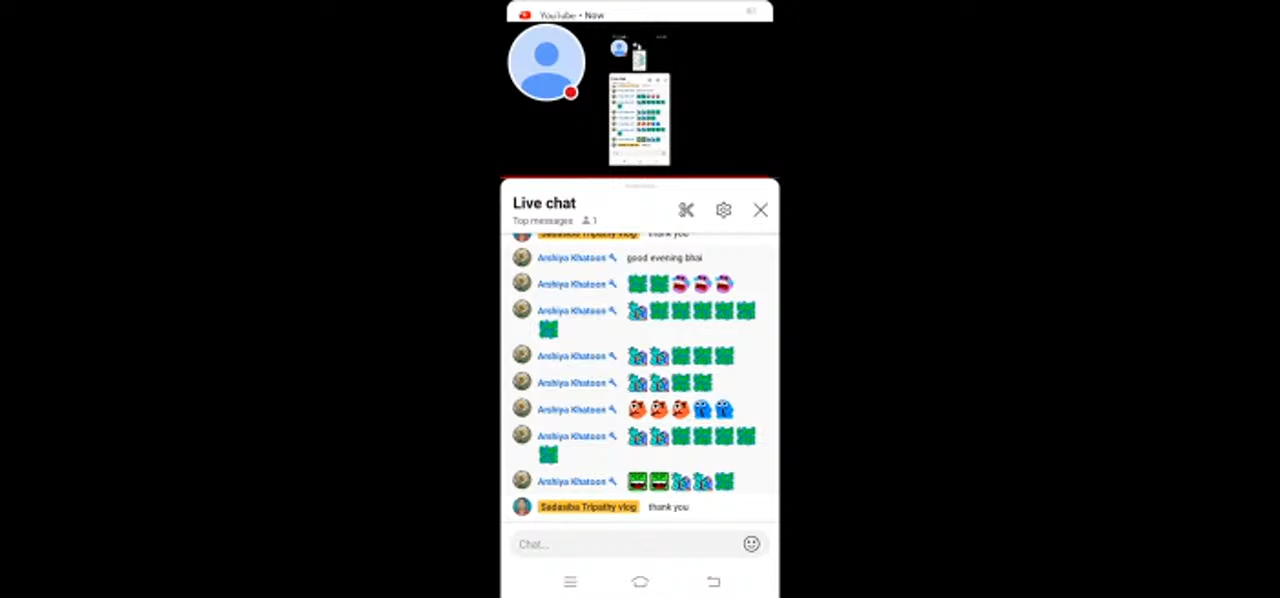 YouTube • Now
Live chat
Top messages 1
Sadasiba Tripathy vlog thank you
Arshiya Khatoon good evening bhai
Arshiya Khatoon
Arshiya Khatoon
Arshiya Khatoon
Arshiya Khatoon
Arshiya Khatoon
Arshiya Khatoon
Arshiya Khatoon
Sadasiba Tripathy vlog thank you
Chat...